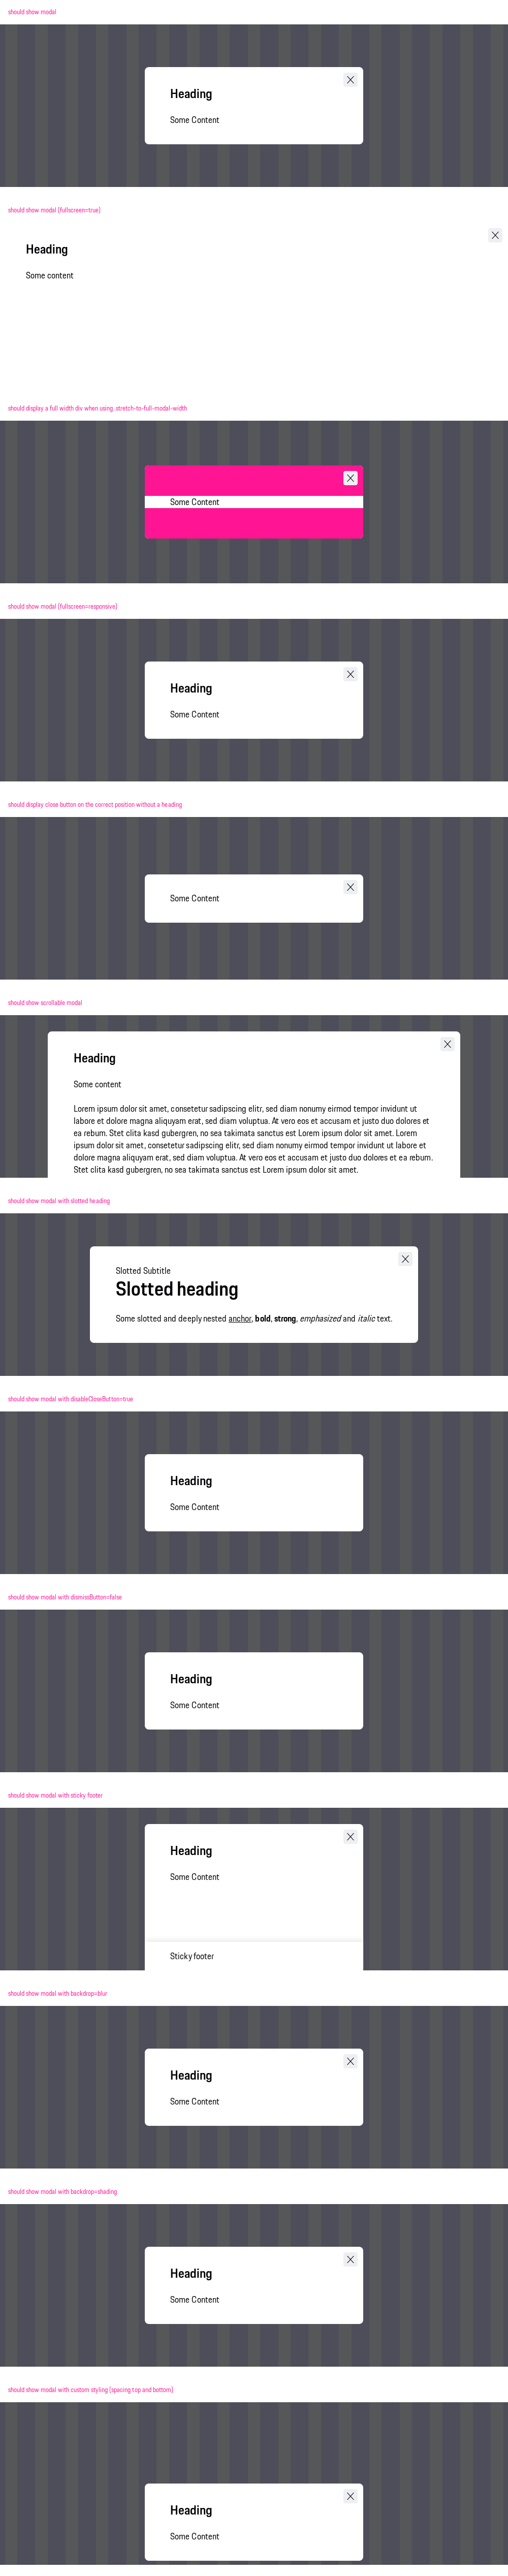 should show modal
Heading
Some Content
should show modal (fullscreen=true)
Heading
Some content
should display a full width div when using .stretch-to-full-modal-width
Some Content
should show modal (fullscreen=responsive)
Heading
Some Content
should display close button on the correct position without a heading
Some Content
should show scrollable modal
Heading
Some content
Lorem ipsum dolor sit amet, consetetur sadipscing elitr, sed diam nonumy eirmod tempor invidunt ut
labore et dolore magna aliquyam erat, sed diam voluptua. At vero eos et accusam et justo duo dolores et
ea rebum. Stet clita kasd gubergren, no sea takimata sanctus est Lorem ipsum dolor sit amet. Lorem
ipsum dolor sit amet, consetetur sadipscing elitr, sed diam nonumy eirmod tempor invidunt ut labore et
dolore magna aliquyam erat, sed diam voluptua. At vero eos et accusam et justo duo dolores et ea rebum.
Stet clita kasd gubergren, no sea takimata sanctus est Lorem ipsum dolor sit amet.
should show modal with slotted heading
Slotted Subtitle
Slotted heading
Some slotted and deeply nested anchor, bold, strong, emphasized and italic text.
should show modal with disableCloseButton=true
Heading
Some Content
should show modal with dismissButton=false
Heading
Some Content
should show modal with sticky footer
Heading
Some Content
Sticky footer
should show modal with backdrop=blur
Heading
Some Content
should show modal with backdrop=shading
Heading
Some Content
should show modal with custom styling (spacing top and bottom)
Heading
Some Content